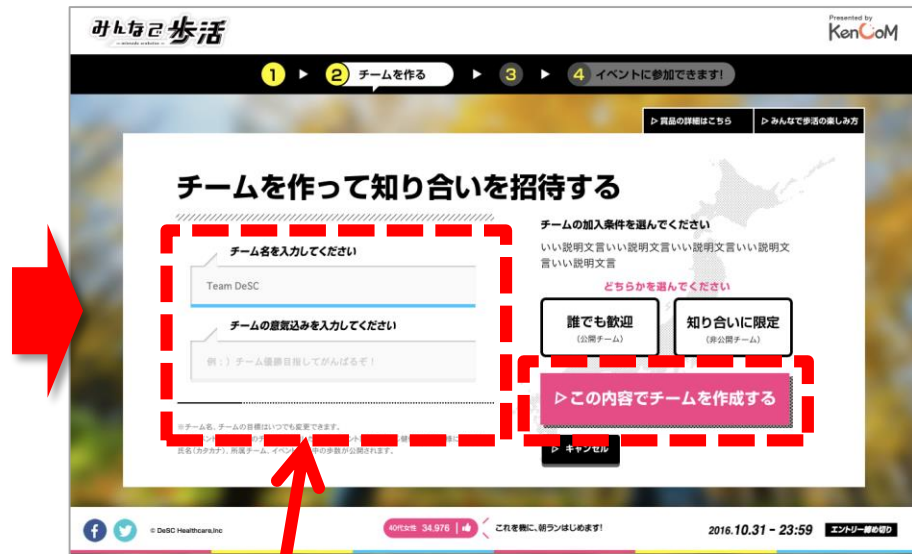 みんなで歩活
Presented by
KenCoM
1 ▶ 2 チームを作る ▶ 3 ▶ 4 イベントに参加できます!
▷賞品の詳細はこちら ▷みんなで歩活の楽しみ方
チームを作って知り合いを招待する
チーム名を入力してください
Team DeSC
チームの意気込みを入力してください
例:)チーム優勝目指してがんばるぞ!
※チーム名、チームの目標はいつでも変更できます。
氏名(カタカナ)、所属チーム、イベント 中の歩数が公開されます。
チームの加入条件を選んでください
いい説明文言いい説明文言いい説明文言いい説明文
言いい説明文言
どちらかを選んでください
誰でも歓迎
(公開チーム)
知り合いに限定
(非公開チーム)
▷この内容でチームを作成する
▷ キャンセル
© DeSC Healthcare,Inc
40代女性 34,976
これを機に、朝ランはじめます!
2016.10.31 - 23:59 エントリー締め切り